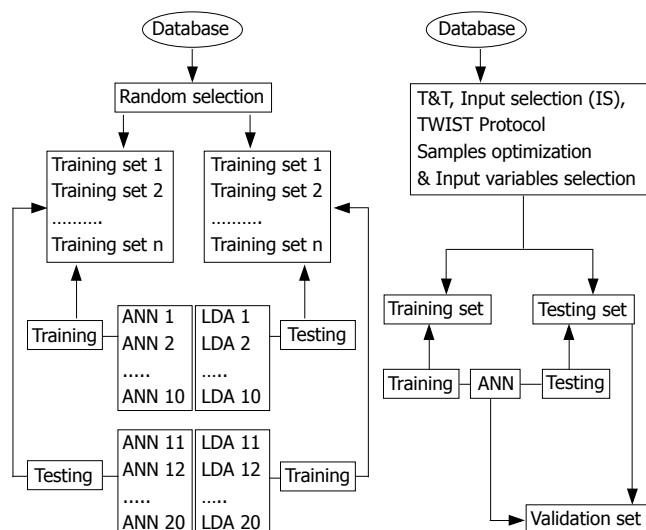 Database
Random selection
Training set 1
Training set 2
..........
Training set n
Training set 1
Training set 2
..........
Training set n
Training
ANN 1
ANN 2
.....
ANN 10
LDA 1
LDA 2
.....
LDA 10
Testing
Testing
ANN 11
ANN 12
.....
ANN 20
LDA 11
LDA 12
.....
LDA 20
Training
Database
T&T, Input selection (IS),
TWIST Protocol
Samples optimization
& Input variables selection
Training set
Testing set
Training
ANN
Testing
Validation set